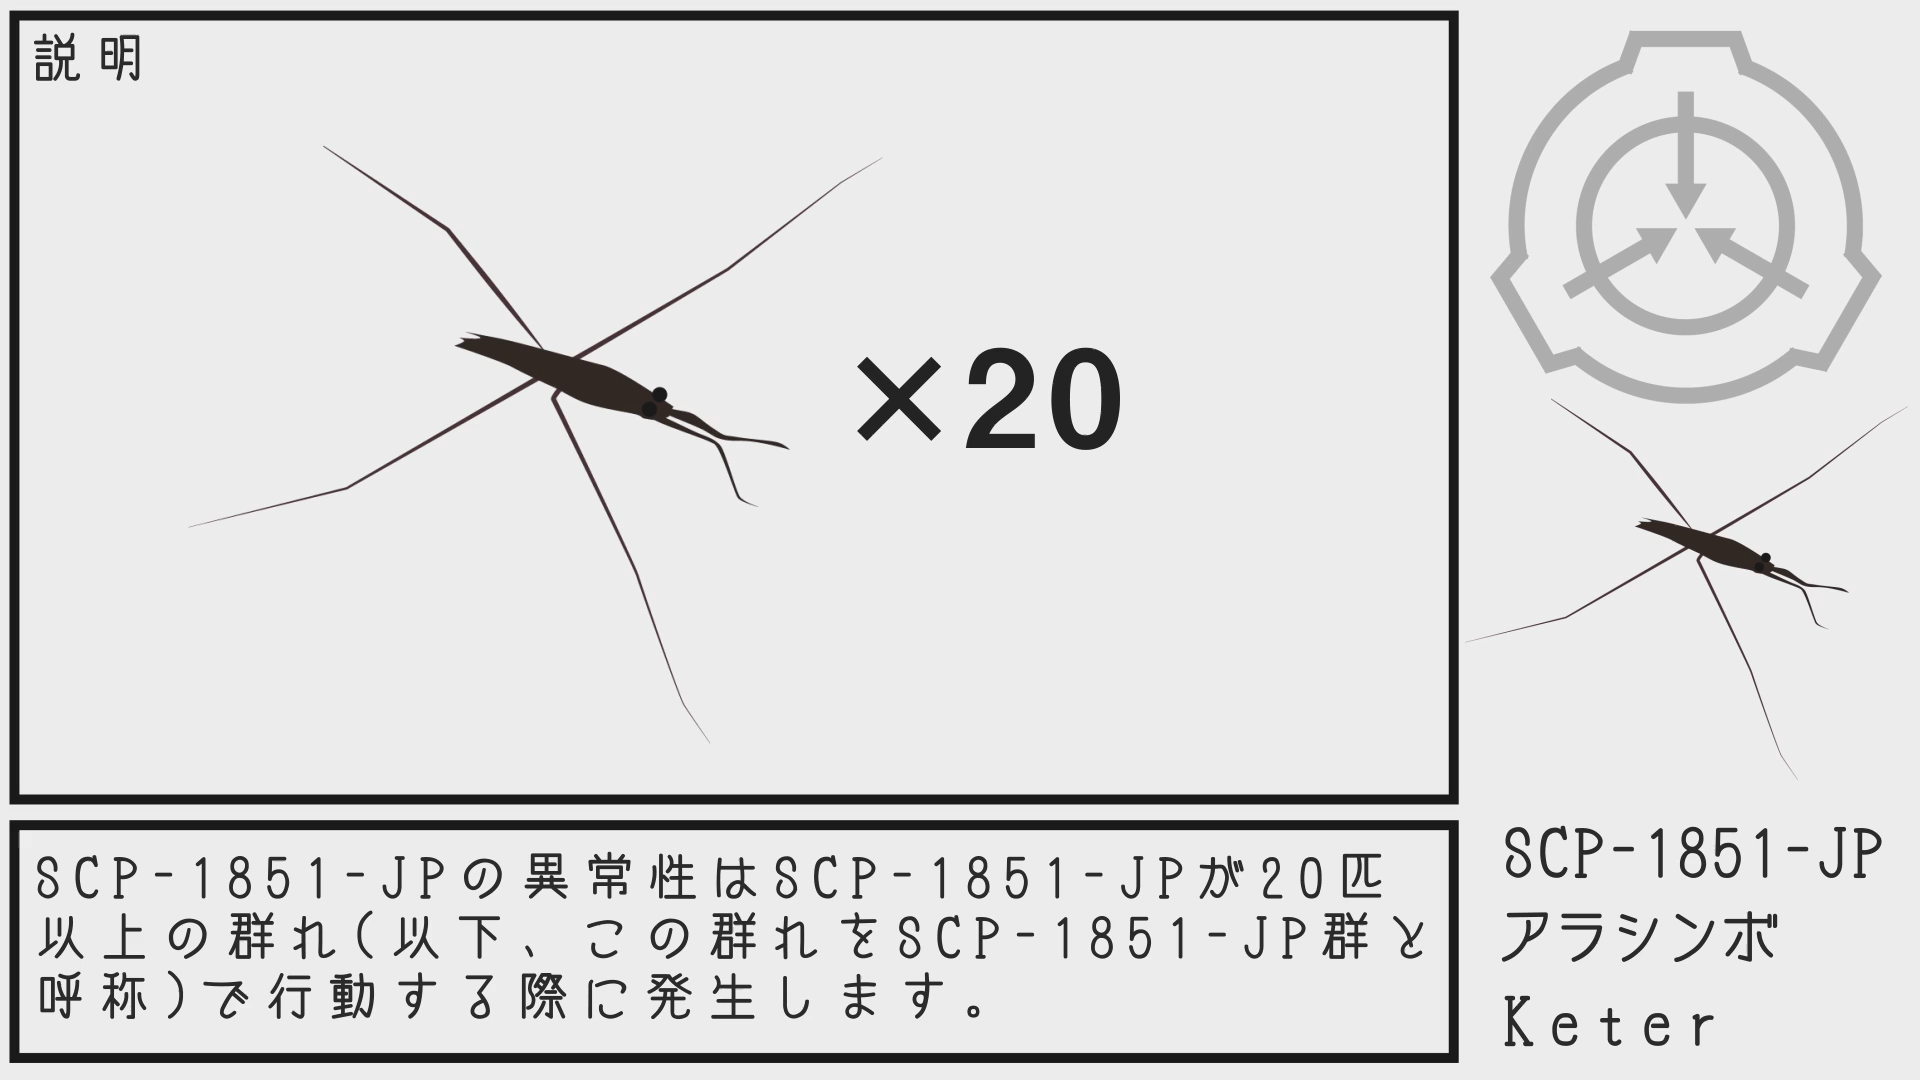 説明
×20
SCP-1851-JPの異常性はSCP-1851-JPが20匹
以上の群れ(以下、この群れをSCP-1851-JP群と
呼称)で行動する際に発生します。
SCP-1851-JP
アラシンボ
Keter